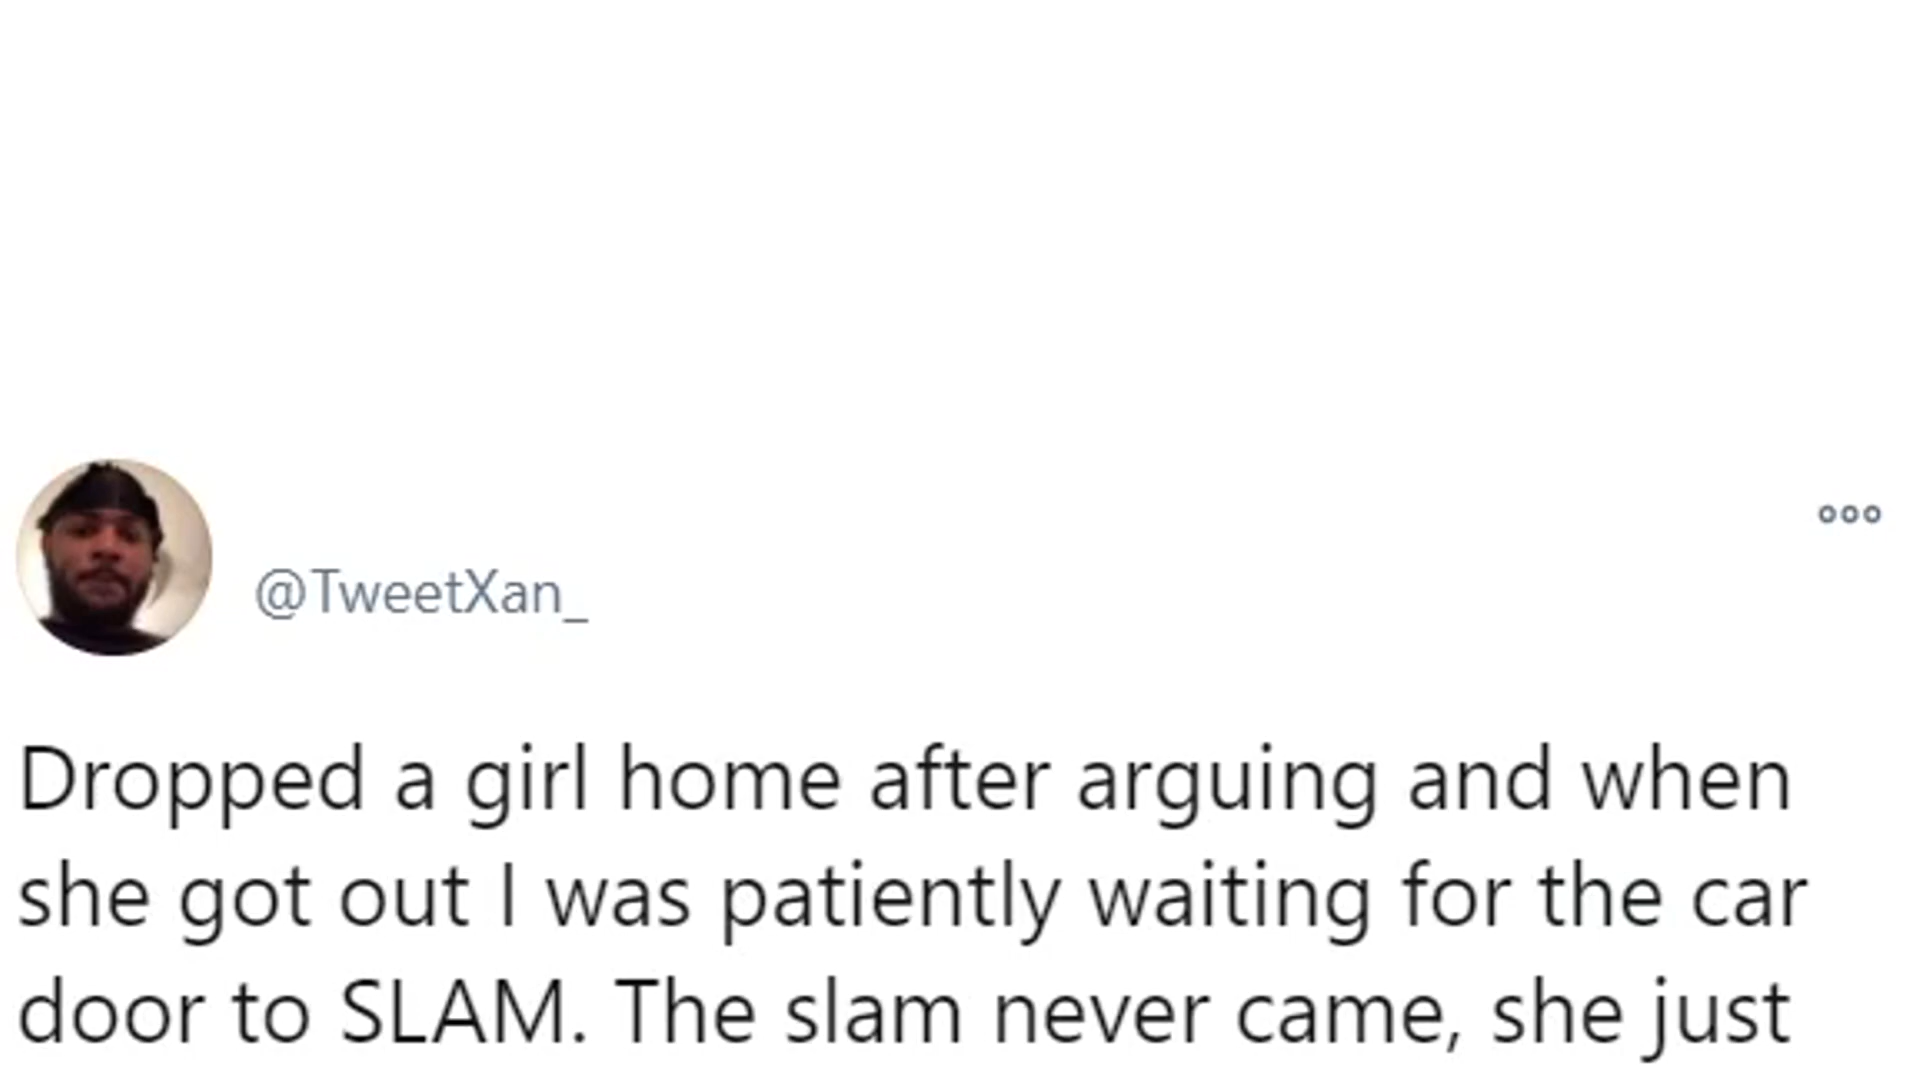 @TweetXan_
Dropped a girl home after arguing and when
she got out I was patiently waiting for the car
door to SLAM. The slam never came, she just